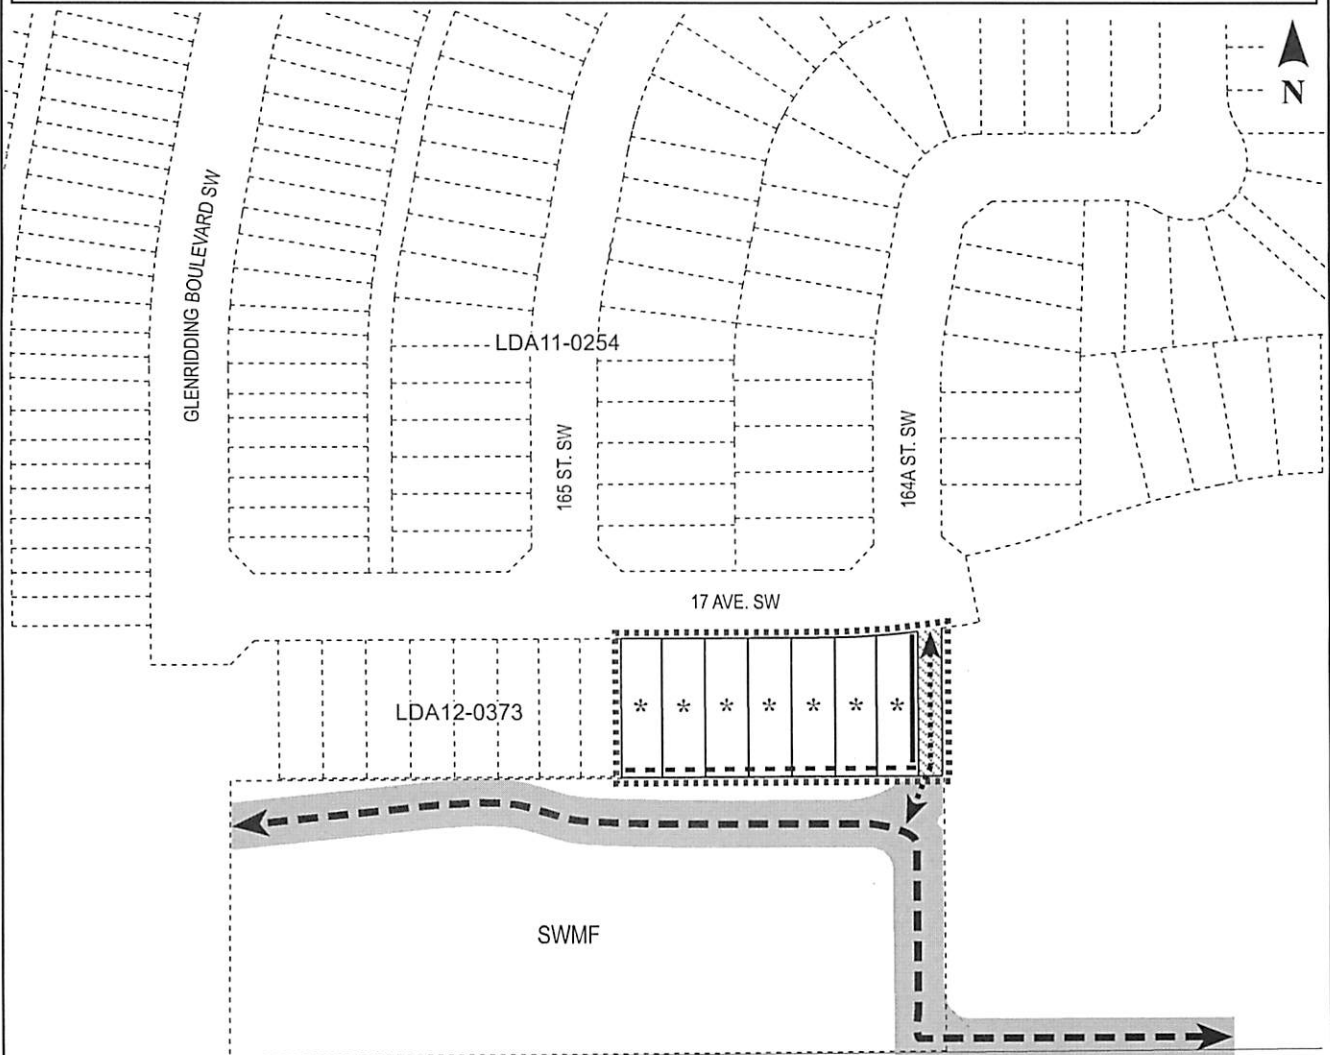 N
GLENRIDDING BOULEVARD SW
LDA11-0254
165 ST. SW
164A ST. SW
17 AVE. SW
LDA12-0373
* * * * * * *
SWMF